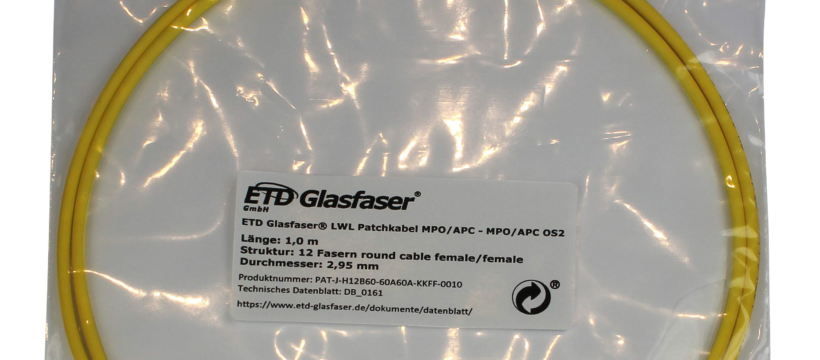 ETD Glasfaser®
GmbH
ETD Glasfaser® LWL Patchkabel MPO/APC - MPO/APC OS2
Länge: 1,0 m
Struktur: 12 Fasern round cable female/female
Durchmesser: 2,95 mm
Produktnummer: PAT-J-H12B60-60A60A-KKFF-0010
Technisches Datenblatt: DB_0161
https://www.etd-glasfaser.de/dokumente/datenblatt/
®